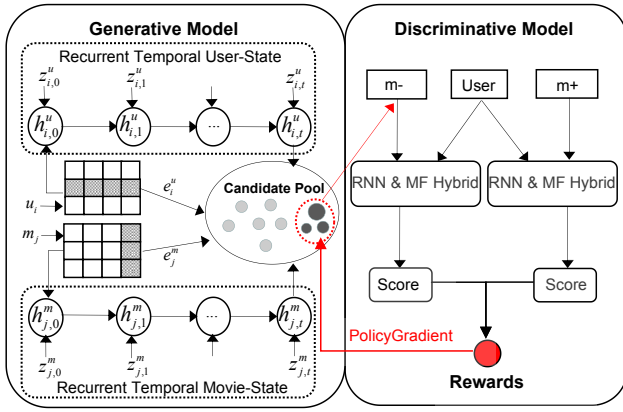 Generative Model
Recurrent Temporal User-State
z^u_{i,0} z^u_{i,1} z^u_{i,t}
h^u_{i,0} h^u_{i,1} ... h^u_{i,t}
u_i
e^u_i
Candidate Pool
m_j
e^m_j
h^m_{j,0} h^m_{j,1} ... h^m_{j,t}
z^m_{j,0} z^m_{j,1} z^m_{j,t}
Recurrent Temporal Movie-State
Discriminative Model
m- User m+
RNN & MF Hybrid RNN & MF Hybrid
Score Score
PolicyGradient
Rewards